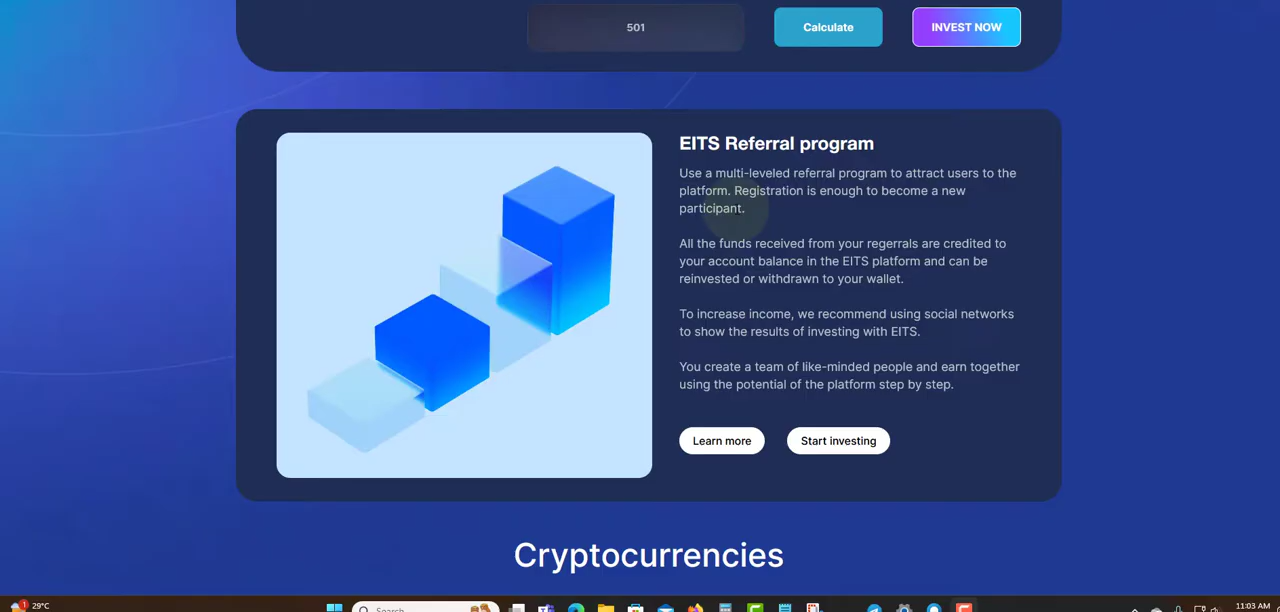 501
Calculate
INVEST NOW
EITS Referral program
Use a multi-leveled referral program to attract users to the
platform. Registration is enough to become a new
participant.
All the funds received from your regerrals are credited to
your account balance in the EITS platform and can be
reinvested or withdrawn to your wallet.
To increase income, we recommend using social networks
to show the results of investing with EITS.
You create a team of like-minded people and earn together
using the potential of the platform step by step.
Learn more
Start investing
Cryptocurrencies
1
29°C
Search
11:03 AM